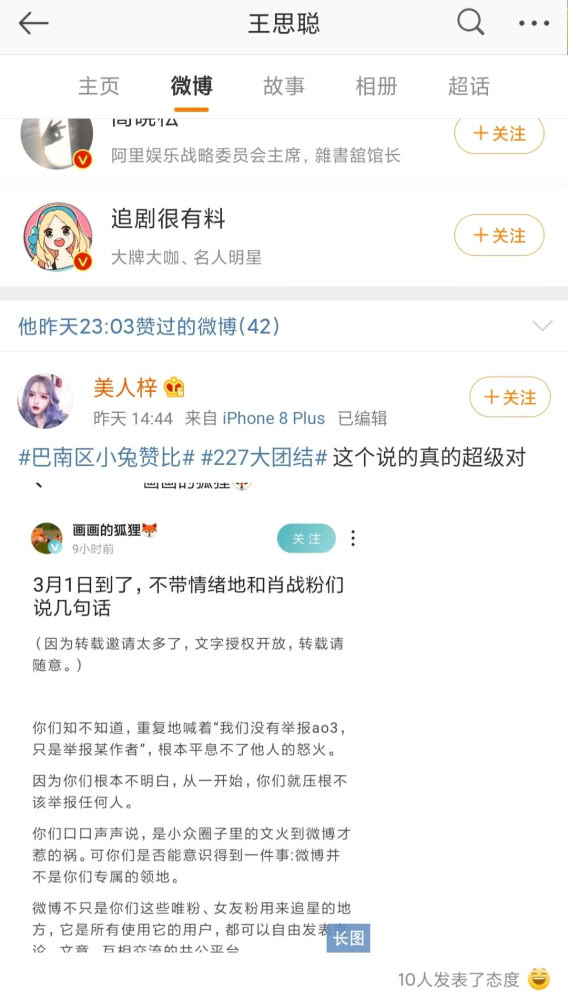 王思聪
主页 微博 故事 相册 超话
高晓松
阿里娱乐战略委员会主席，雜書舘馆长
＋关注
追剧很有料
大牌大咖、名人明星
＋关注
他昨天23:03赞过的微博(42)
美人梓
昨天 14:44 来自 iPhone 8 Plus 已编辑
＋关注
#巴南区小兔赞比# #227大团结# 这个说的真的超级对
画画的狐狸
画画的狐狸
9小时前
关注
3月1日到了，不带情绪地和肖战粉们
说几句话
（因为转载邀请太多了，文字授权开放，转载请
随意。）
你们知不知道，重复地喊着“我们没有举报ao3，
只是举报某作者”，根本平息不了他人的怒火。
因为你们根本不明白，从一开始，你们就压根不
该举报任何人。
你们口口声声说，是小众圈子里的文火到微博才
惹的祸。可你们是否能意识得到一件事:微博并
不是你们专属的领地。
微博不只是你们这些唯粉、女友粉用来追星的地
方，它是所有使用它的用户，都可以自由发表言
论、文章，互相交流的公共平台
长图
10人发表了态度